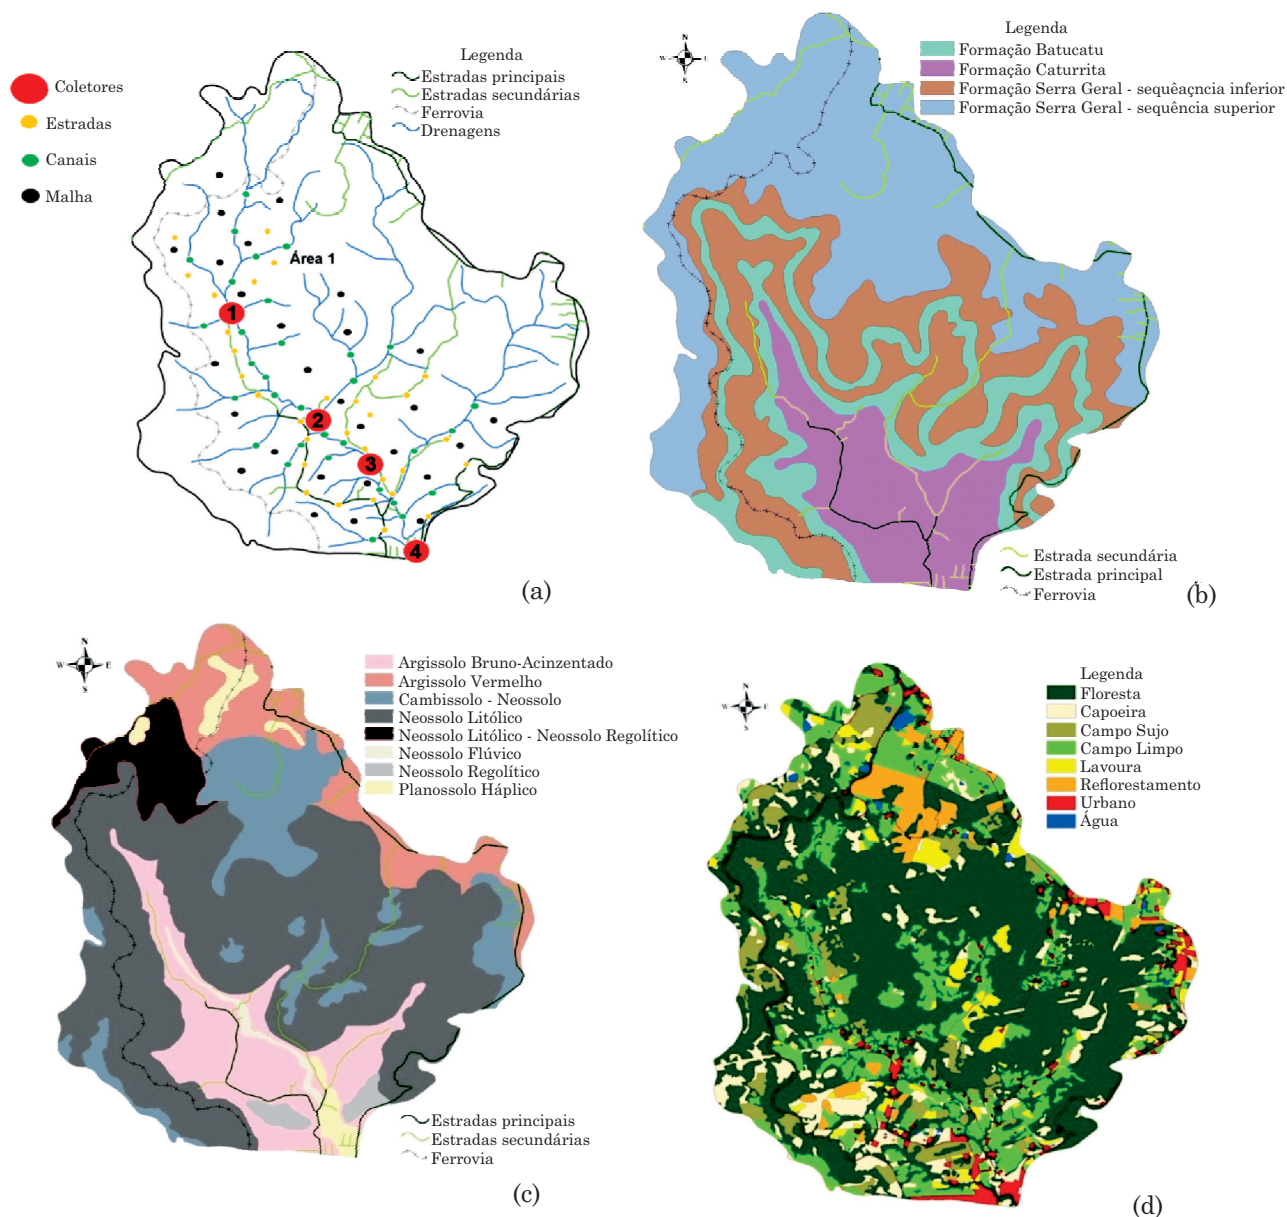 Legenda
Estradas principais
Estradas secundárias
Ferrovia
Drenagens
Coletores
Estradas
Canais
Malha
Área 1
1
2
3
4
(a)
N
W E
S
Legenda
Formação Batucatu
Formação Caturrita
Formação Serra Geral - sequêaçncia inferior
Formação Serra Geral - sequência superior
Estrada secundária
Estrada principal
Ferrovia
(b)
N
W E
S
Argissolo Bruno-Acinzentado
Argissolo Vermelho
Cambissolo - Neossolo
Neossolo Litólico
Neossolo Litólico - Neossolo Regolítico
Neossolo Flúvico
Neossolo Regolítico
Planossolo Háplico
Estradas principais
Estradas secundárias
Ferrovia
(c)
N
W E
S
Legenda
Floresta
Capoeira
Campo Sujo
Campo Limpo
Lavoura
Reflorestamento
Urbano
Água
(d)